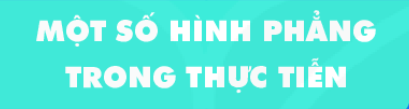 MỘT SỐ HÌNH PHẲNG
TRONG THỰC TIỄN